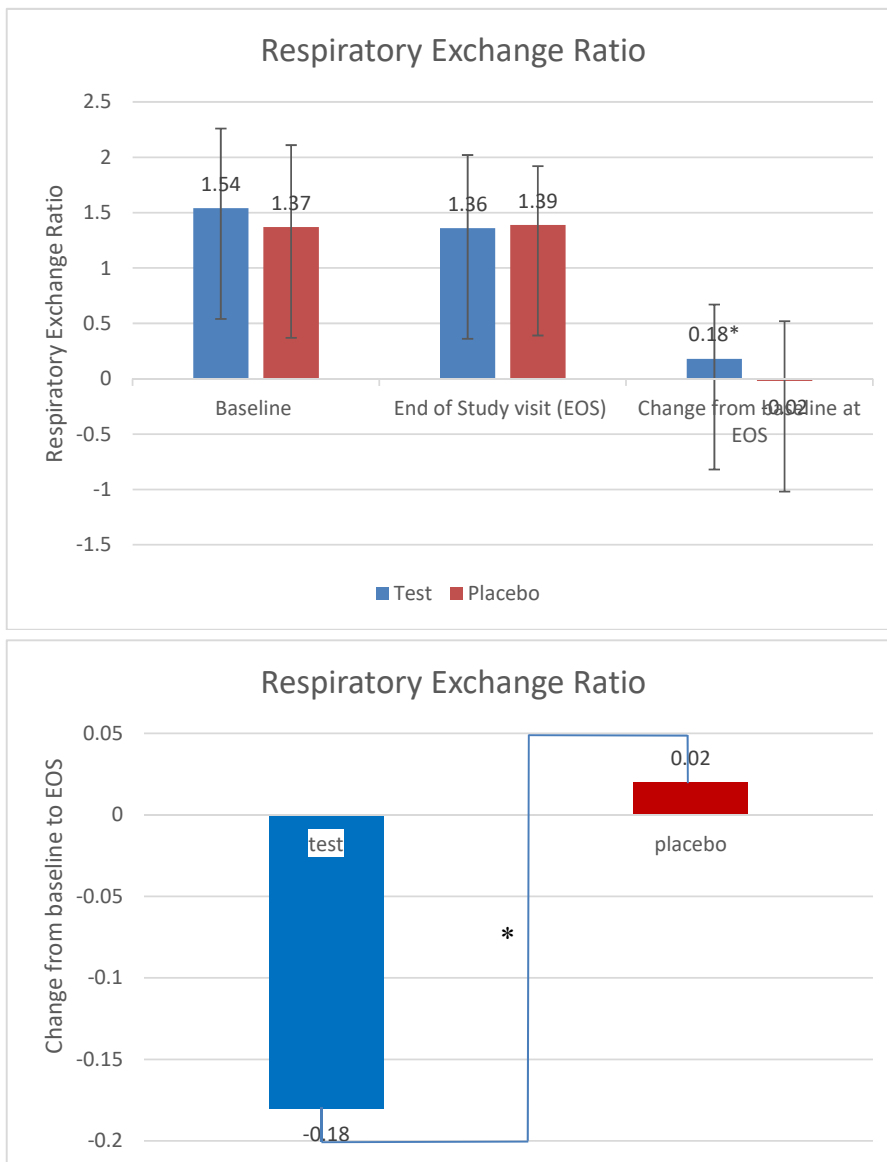 Respiratory Exchange Ratio
Respiratory Exchange Ratio
2.5
2
1.5
1
0.5
0
-0.5
-1
-1.5
1.54
1.37
1.36
1.39
0.18*
-0.02
Baseline
End of Study visit (EOS)
Change from baseline at
EOS
Test
Placebo
Respiratory Exchange Ratio
Change from baseline to EOS
0.05
0
-0.05
-0.1
-0.15
-0.2
0.02
test
placebo
*
-0.18